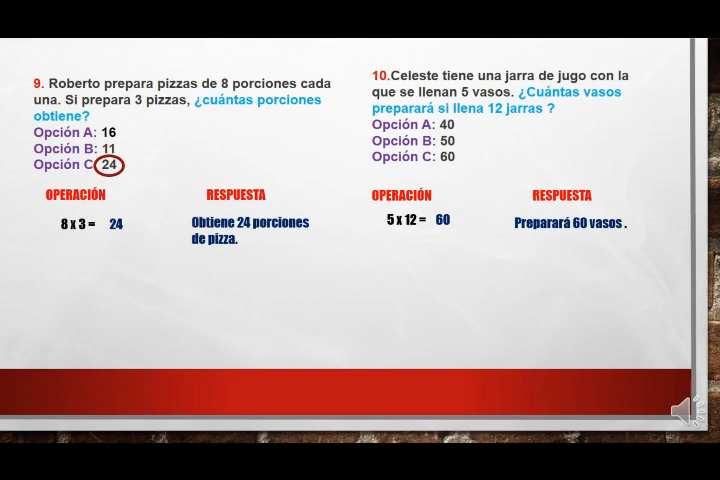 9. Roberto prepara pizzas de 8 porciones cada
una. Si prepara 3 pizzas, ¿cuántas porciones
obtiene?
Opción A: 16
Opción B: 11
Opción C 24
OPERACIÓN
RESPUESTA
8 x 3 = 24
Obtiene 24 porciones
de pizza.
10.Celeste tiene una jarra de jugo con la
que se llenan 5 vasos. ¿Cuántas vasos
preparará si llena 12 jarras ?
Opción A: 40
Opción B: 50
Opción C: 60
OPERACIÓN
RESPUESTA
5 x 12 = 60
Preparará 60 vasos .